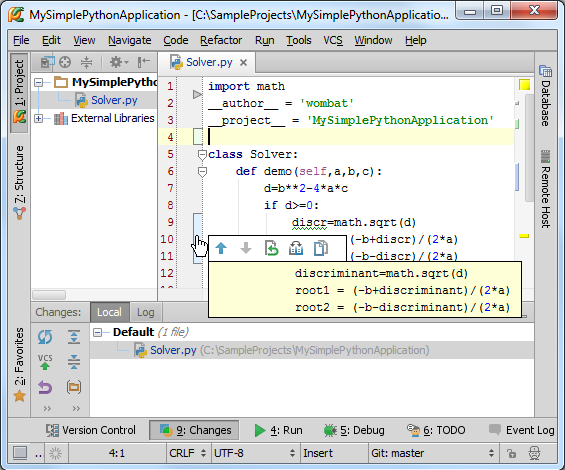 MySimplePythonApplication - [C:\SampleProjects\MySimplePythonApplicatio...
File Edit View Navigate Code Refactor Run Tools VCS Window Help
1: Project
7: Structure
2: Favorites
MySimplePytho
Solver.py
External Libraries
Solver.py ×
1 import math
2 __author__ = 'wombat'
3 __project__ = 'MySimplePythonApplication'
4
5 class Solver:
6 def demo(self,a,b,c):
7 d=b**2-4*a*c
8 if d>=0:
9 discr=math.sqrt(d)
10 (-b+discr)/(2*a)
11 (-b-discr)/(2*a)
12
discriminant=math.sqrt(d)
root1 = (-b+discriminant)/(2*a)
root2 = (-b-discriminant)/(2*a)
Database
Remote Host
Changes: Local Log
VCS
>> >>
Default (1 file)
Solver.py (C:\SampleProjects\MySimplePythonApplication)
Version Control 9: Changes 4: Run 5: Debug 6: TODO Event Log
4:1 CRLF UTF-8 Insert Git: master